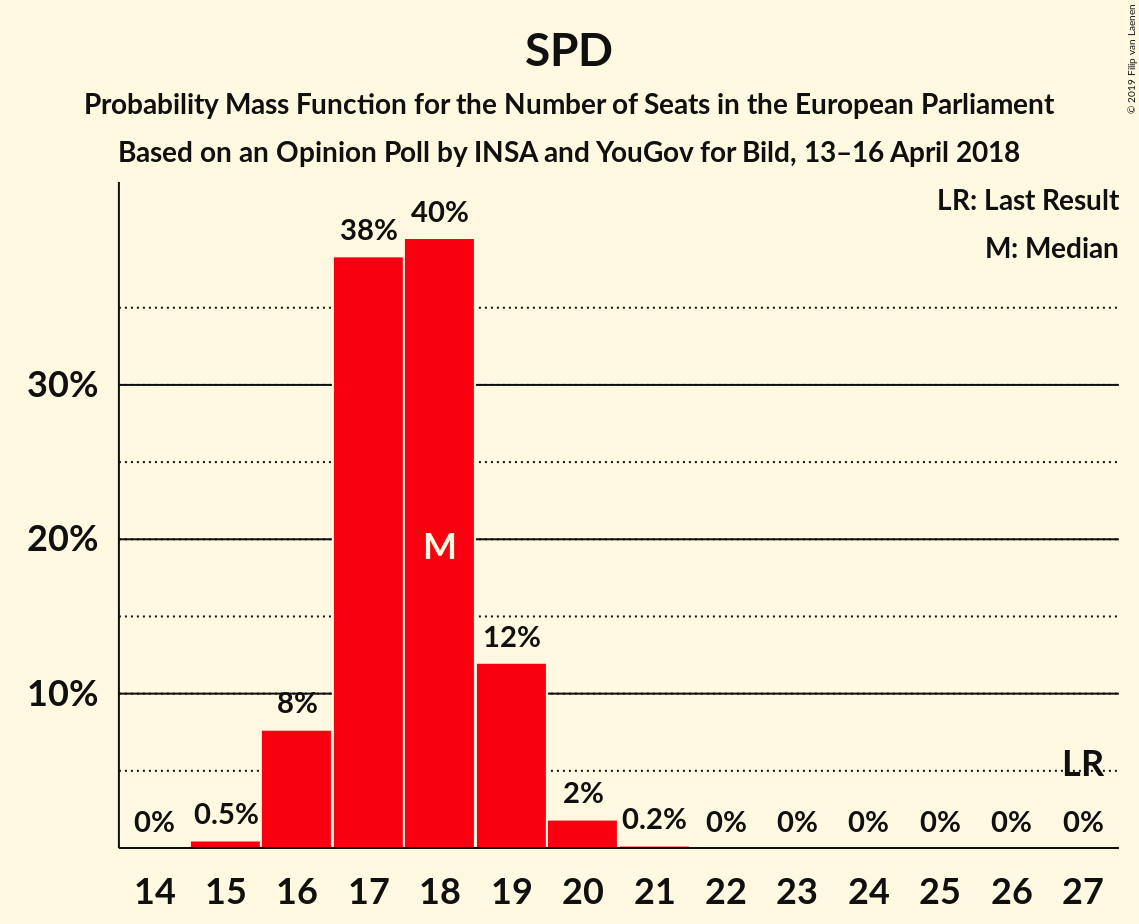 SPD
Probability Mass Function for the Number of Seats in the European Parliament
Based on an Opinion Poll by INSA and YouGov for Bild, 13–16 April 2018
© 2019 Filip van Laenen
LR: Last Result
M: Median
30%
20%
10%
0%
0.5%
8%
38%
40%
M
12%
2%
0.2%
0%
0%
0%
0%
0%
0%
LR
14 15 16 17 18 19 20 21 22 23 24 25 26 27